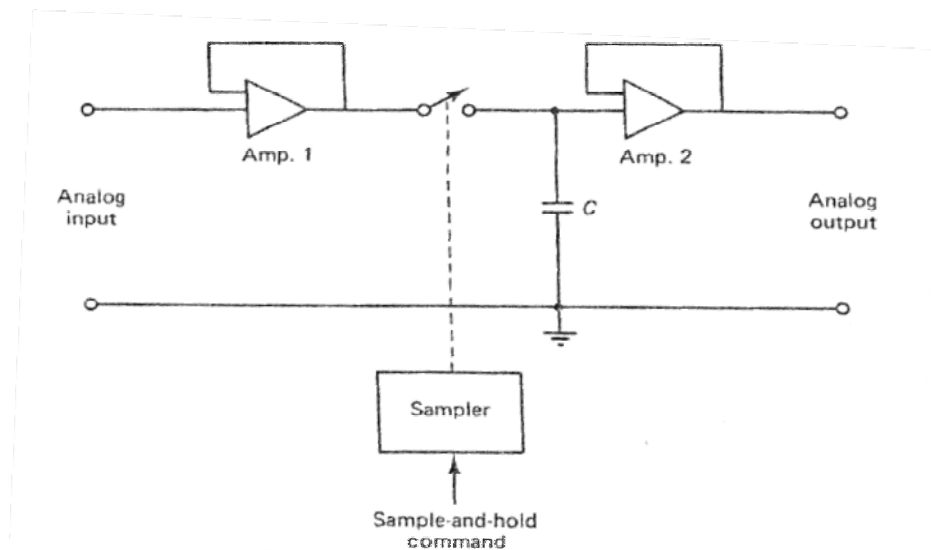 Amp. 1
Amp. 2
Analog
input
C
Analog
output
Sampler
Sample-and-hold
command